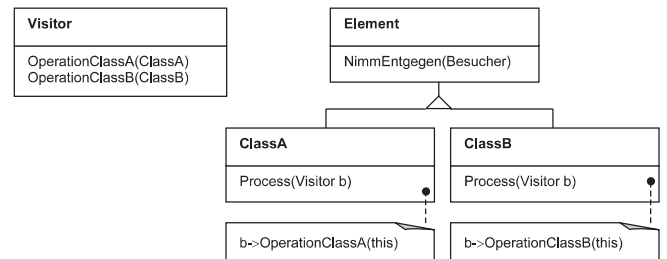 Visitor
OperationClassA(ClassA)
OperationClassB(ClassB)
Element
NimmEntgegen(Besucher)
ClassA
Process(Visitor b)
b->OperationClassA(this)
ClassB
Process(Visitor b)
b->OperationClassB(this)